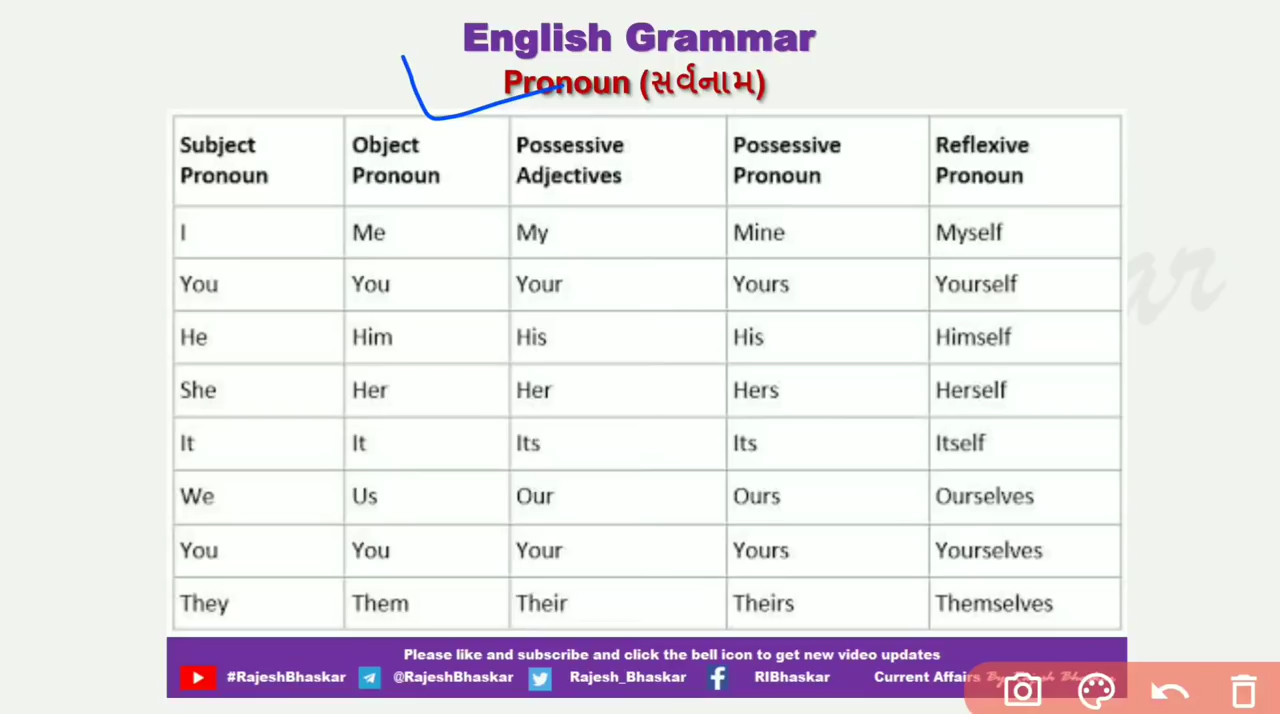 English Grammar
Pronoun (સર્વનામ)
Subject Pronoun Object Pronoun Possessive Adjectives Possessive Pronoun Reflexive Pronoun
I Me My Mine Myself
You You Your Yours Yourself
He Him His His Himself
She Her Her Hers Herself
It It Its Its Itself
We Us Our Ours Ourselves
You You Your Yours Yourselves
They Them Their Theirs Themselves
Please like and subscribe and click the bell icon to get new video updates
#RajeshBhaskar @RajeshBhaskar Rajesh_Bhaskar RIBhaskar Current Affairs